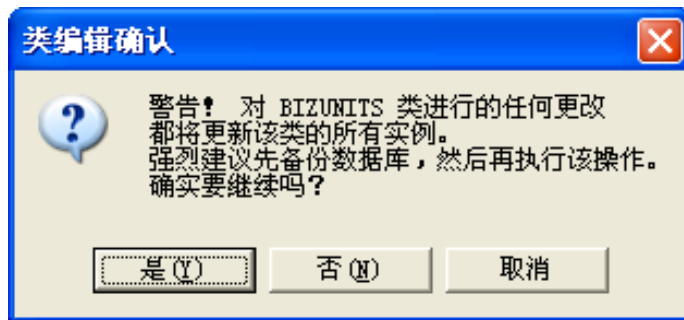 类编辑确认
警告！ 对 BIZUNITS 类进行的任何更改
都将更新该类的所有实例。
强烈建议先备份数据库，然后再执行该操作。
确实要继续吗？
是(Y) 否(N) 取消